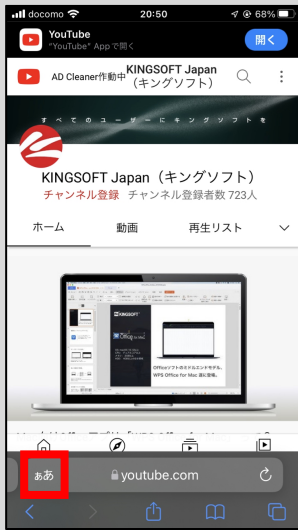 docomo 20:50 68%
YouTube
"YouTube" Appで開く
開く
AD Cleaner作動中 KINGSOFT Japan
(キングソフト)
すべてのユーザーにキングソフトを
KINGSOFT Japan（キングソフト）
チャンネル登録 チャンネル登録者数 723人
ホーム 動画 再生リスト
KINGSOFT
Officeソフトのミドルエンドモデル、
WPS Office for Mac 遂に登場。
ぁあ youtube.com